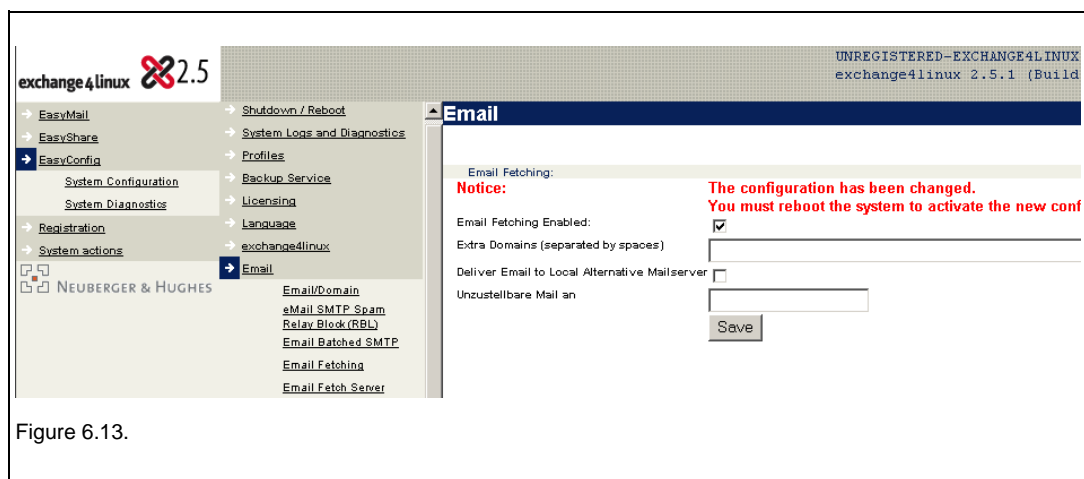 exchange4linux 2.5
UNREGISTERED-EXCHANGE4LINUX
exchange4linux 2.5.1 (Build
EasyMail
EasyShare
EasyConfig
System Configuration
System Diagnostics
Registration
System actions
NEUBERGER & HUGHES
Shutdown / Reboot
System Logs and Diagnostics
Profiles
Backup Service
Licensing
Language
exchange4linux
Email
Email/Domain
eMail SMTP Spam
Relay Block (RBL)
Email Batched SMTP
Email Fetching
Email Fetch Server
Email
Email Fetching:
Notice: The configuration has been changed.
You must reboot the system to activate the new conf
Email Fetching Enabled:
Extra Domains (separated by spaces)
Deliver Email to Local Alternative Mailserver
Unzustellbare Mail an
Save
Figure 6.13.